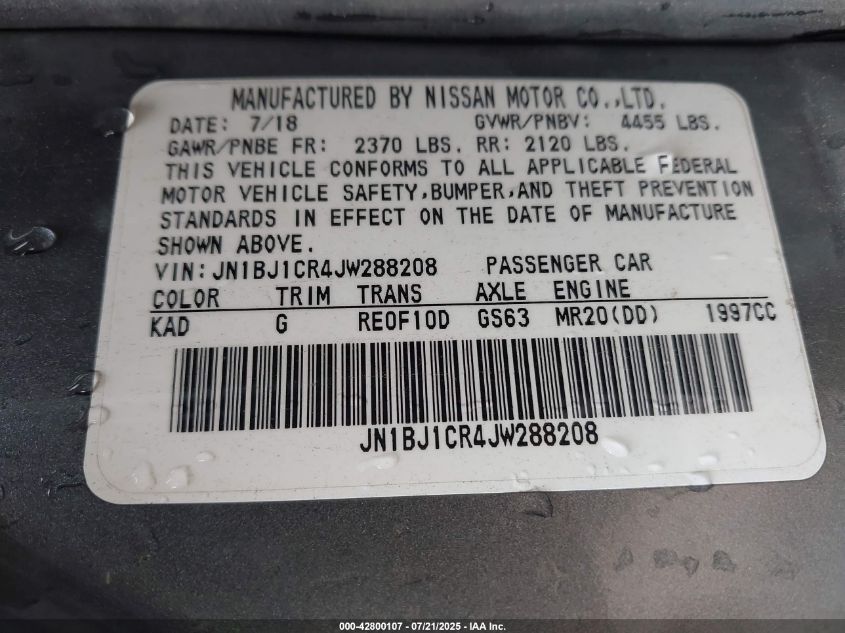 MANUFACTURED BY NISSAN MOTOR CO.,LTD.
DATE: 7/18 GVWR/PNBV: 4455 LBS.
GAWR/PNBE FR: 2370 LBS. RR: 2120 LBS.
THIS VEHICLE CONFORMS TO ALL APPLICABLE FEDERAL
MOTOR VEHICLE SAFETY,BUMPER,AND THEFT PREVENTION
STANDARDS IN EFFECT ON THE DATE OF MANUFACTURE
SHOWN ABOVE.
VIN:JN1BJ1CR4JW288208 PASSENGER CAR
COLOR TRIM TRANS AXLE ENGINE
KAD G RE0F10D GS63 MR20(DD) 1997CC
JN1BJ1CR4JW288208
000-42800107 - 07/21/2025 - IAA Inc.